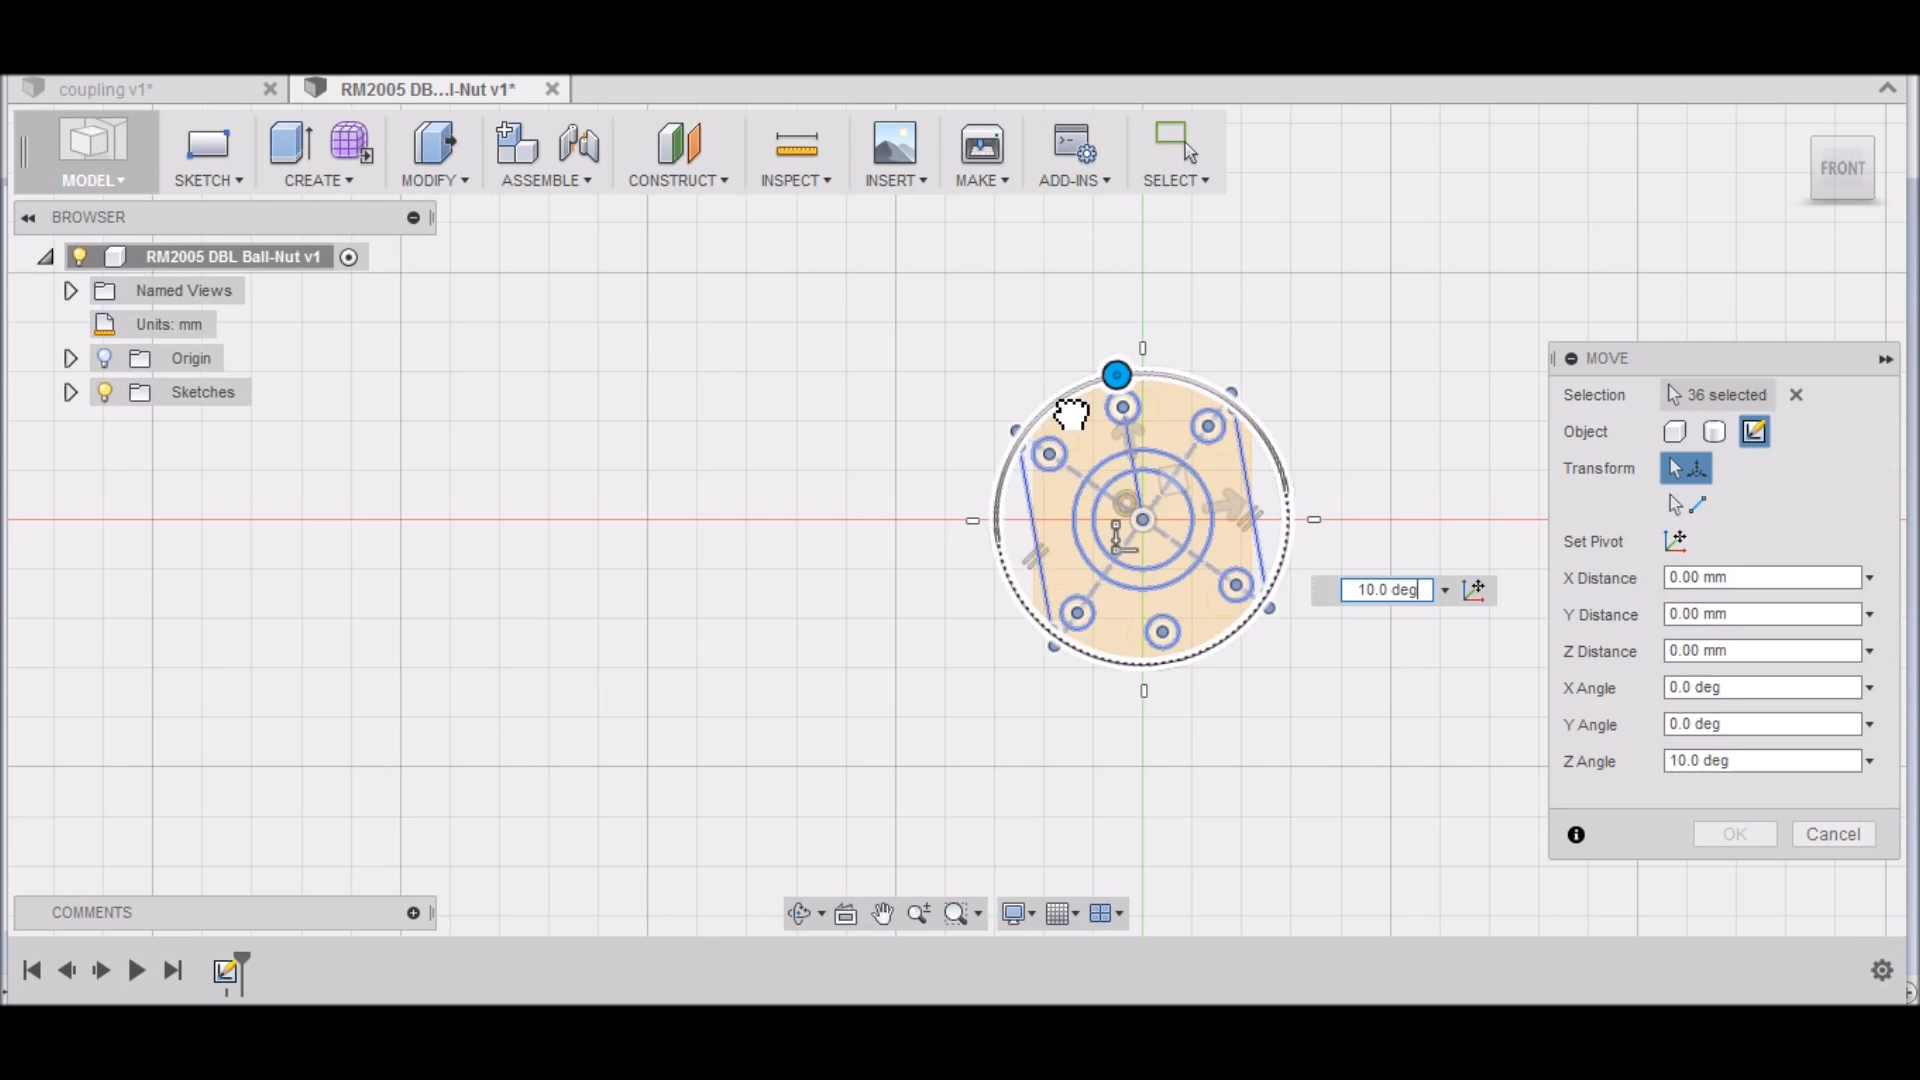 coupling v1*
RM2005 DB...l-Nut v1*
MODEL
SKETCH
CREATE
MODIFY
ASSEMBLE
CONSTRUCT
INSPECT
INSERT
MAKE
ADD-INS
SELECT
FRONT
BROWSER
RM2005 DBL Ball-Nut v1
Named Views
Units: mm
Origin
Sketches
MOVE
Selection 36 selected
Object
Transform
Set Pivot
X Distance 0.00 mm
Y Distance 0.00 mm
Z Distance 0.00 mm
X Angle 0.0 deg
Y Angle 0.0 deg
Z Angle 10.0 deg
10.0 deg
OK Cancel
COMMENTS